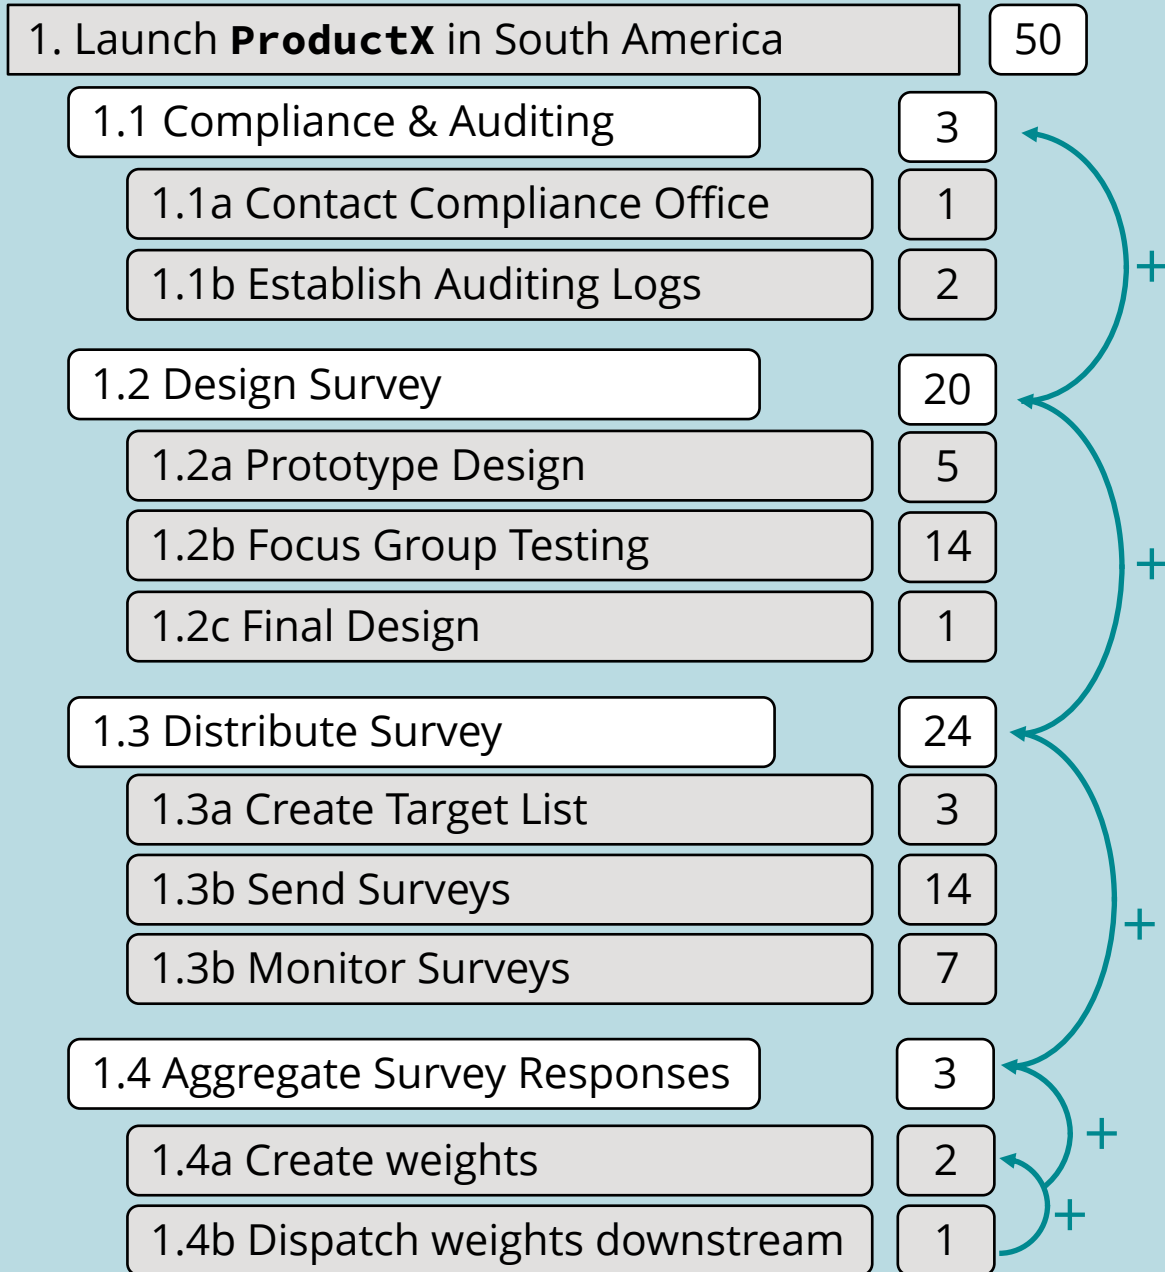 1. Launch ProductX in South America 50
1.1 Compliance & Auditing 3
1.1a Contact Compliance Office 1
1.1b Establish Auditing Logs 2
+
1.2 Design Survey 20
1.2a Prototype Design 5
1.2b Focus Group Testing 14
+
1.2c Final Design 1
1.3 Distribute Survey 24
1.3a Create Target List 3
1.3b Send Surveys 14
+
1.3b Monitor Surveys 7
1.4 Aggregate Survey Responses 3
+
1.4a Create weights 2
+
1.4b Dispatch weights downstream 1